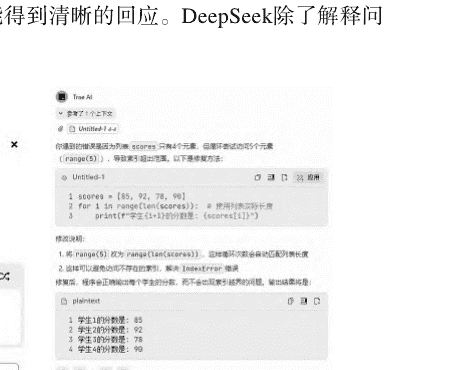 能得到清晰的回应。DeepSeek除了解释问
Trae AI
参考了1个上下文
Untitled-1 4-4
你遇到的错误是因为列表 scores 只有4个元素，但循环尝试访问5个元素
（range(5)），导致索引超出范围。以下是修复方法：
Untitled-1
应用
1 scores = [85, 92, 78, 90]
2 for i in range(len(scores)): # 使用列表实际长度
3 print(f"学生{i+1}的分数是: {scores[i]}")
修改说明：
1. 将 range(5) 改为 range(len(scores))，这样循环次数会自动匹配列表长度
2. 这样可以避免访问不存在的索引，解决 IndexError 错误
修复后，程序会正确输出每个学生的分数，而不会出现索引越界的问题。输出结果将是：
plaintext
1 学生1的分数是: 85
2 学生2的分数是: 92
3 学生3的分数是: 78
4 学生4的分数是: 90